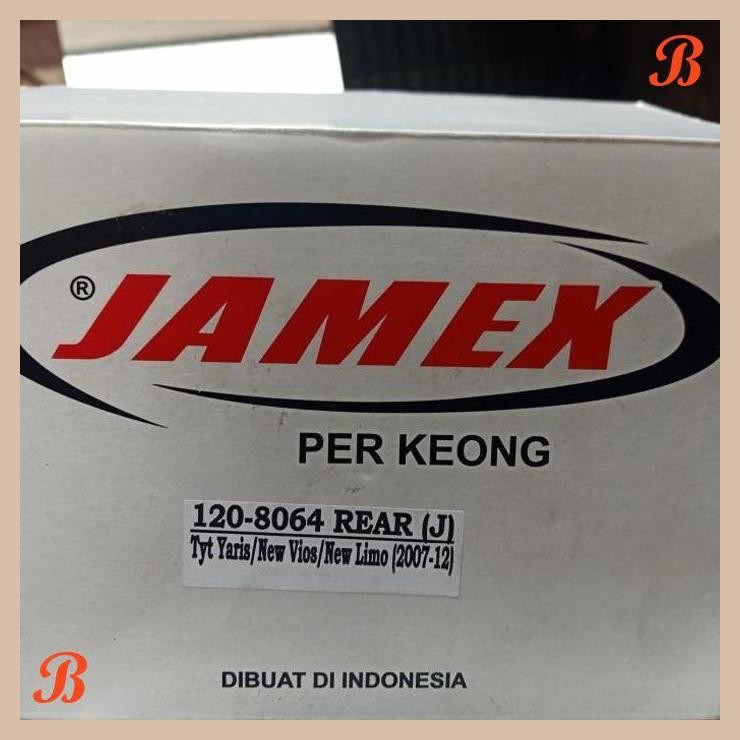 B
® JAMEX
PER KEONG
120-8064 REAR (J)
Tyt Yaris/New Vios/New Limo (2007-12)
B
DIBUAT DI INDONESIA